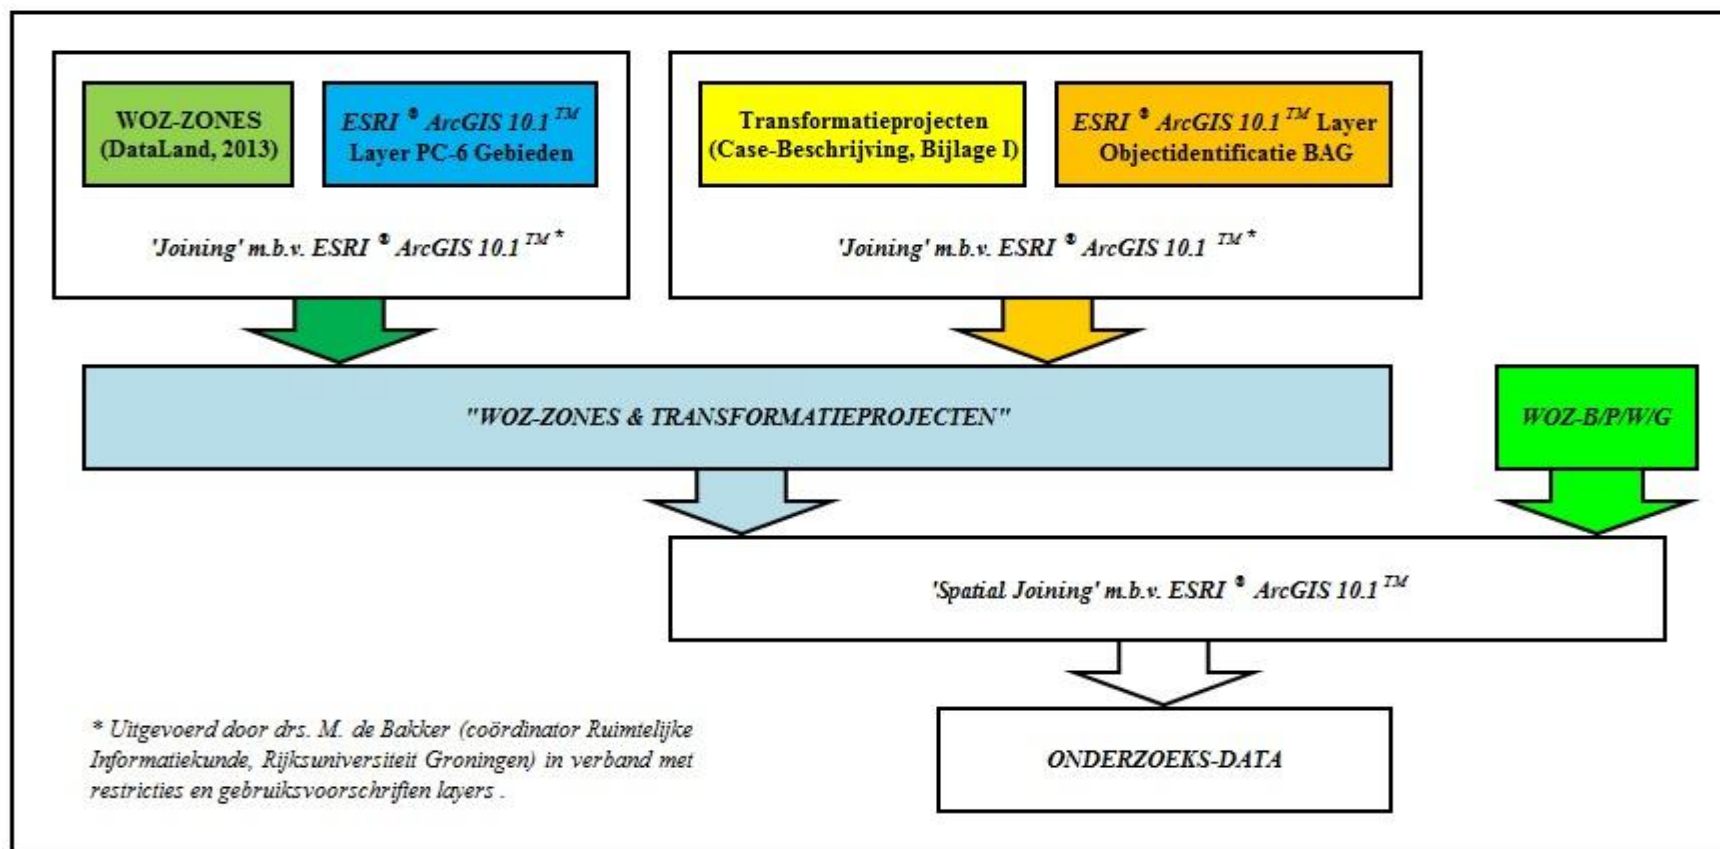 WOZ-ZONES
(DataLand, 2013)
ESRI ® ArcGIS 10.1 TM
Layer PC-6 Gebieden
'Joining' m.b.v. ESRI ® ArcGIS 10.1 TM *
Transformatieprojecten
(Case-Beschrijving, Bijlage I)
ESRI ® ArcGIS 10.1 TM Layer
Objectidentificatie BAG
'Joining' m.b.v. ESRI ® ArcGIS 10.1 TM *
"WOZ-ZONES & TRANSFORMATIEPROJECTEN"
WOZ-B/P/W/G
'Spatial Joining' m.b.v. ESRI ® ArcGIS 10.1 TM
ONDERZOEKS-DATA
* Uitgevoerd door drs. M. de Bakker (coördinator Ruimtelijke
Informatiekunde, Rijksuniversiteit Groningen) in verband met
restricties en gebruiksvoorschriften layers .